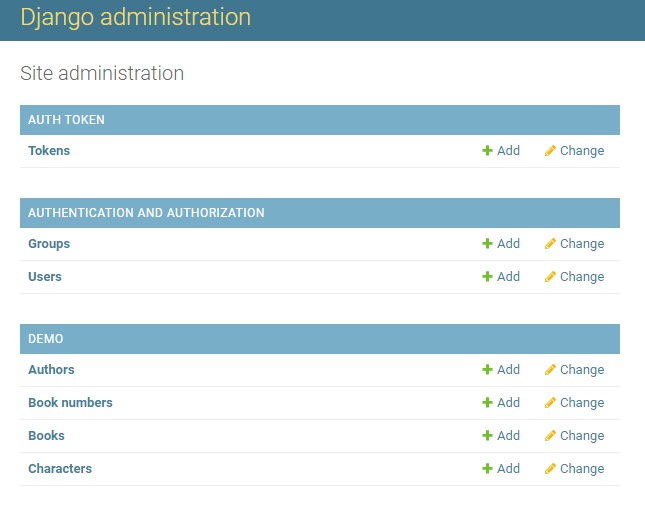 Django administration
Site administration
AUTH TOKEN
Tokens Add Change
AUTHENTICATION AND AUTHORIZATION
Groups Add Change
Users Add Change
DEMO
Authors Add Change
Book numbers Add Change
Books Add Change
Characters Add Change